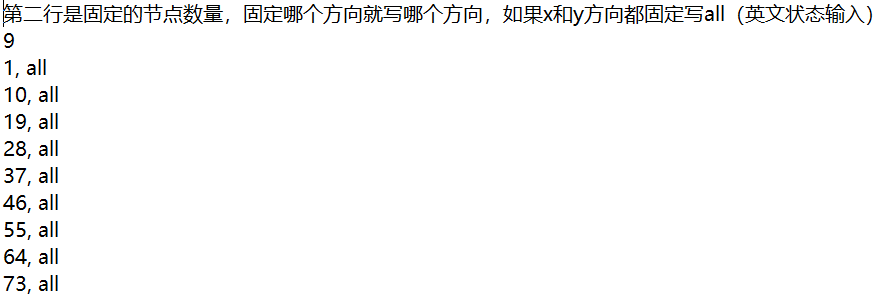 第二行是固定的节点数量，固定哪个方向就写哪个方向，如果x和y方向都固定写all（英文状态输入）
9
1, all
10, all
19, all
28, all
37, all
46, all
55, all
64, all
73, all